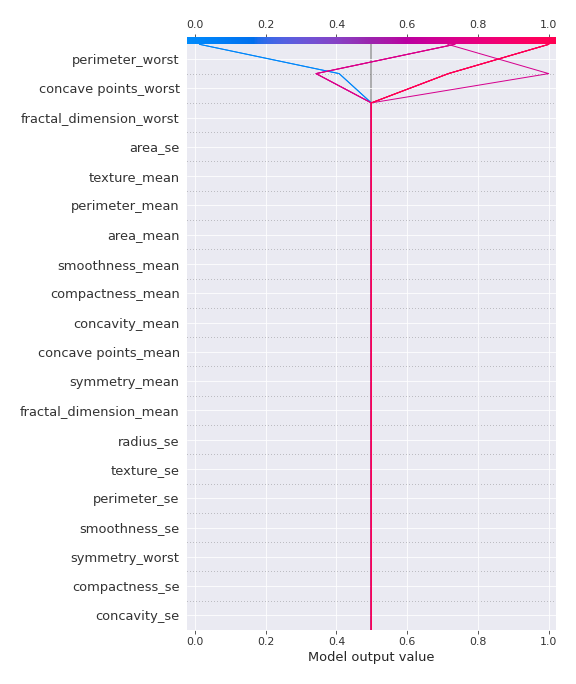 0.0 0.2 0.4 0.6 0.8 1.0
perimeter_worst
concave points_worst
fractal_dimension_worst
area_se
texture_mean
perimeter_mean
area_mean
smoothness_mean
compactness_mean
concavity_mean
concave points_mean
symmetry_mean
fractal_dimension_mean
radius_se
texture_se
perimeter_se
smoothness_se
symmetry_worst
compactness_se
concavity_se
0.0 0.2 0.4 0.6 0.8 1.0
Model output value